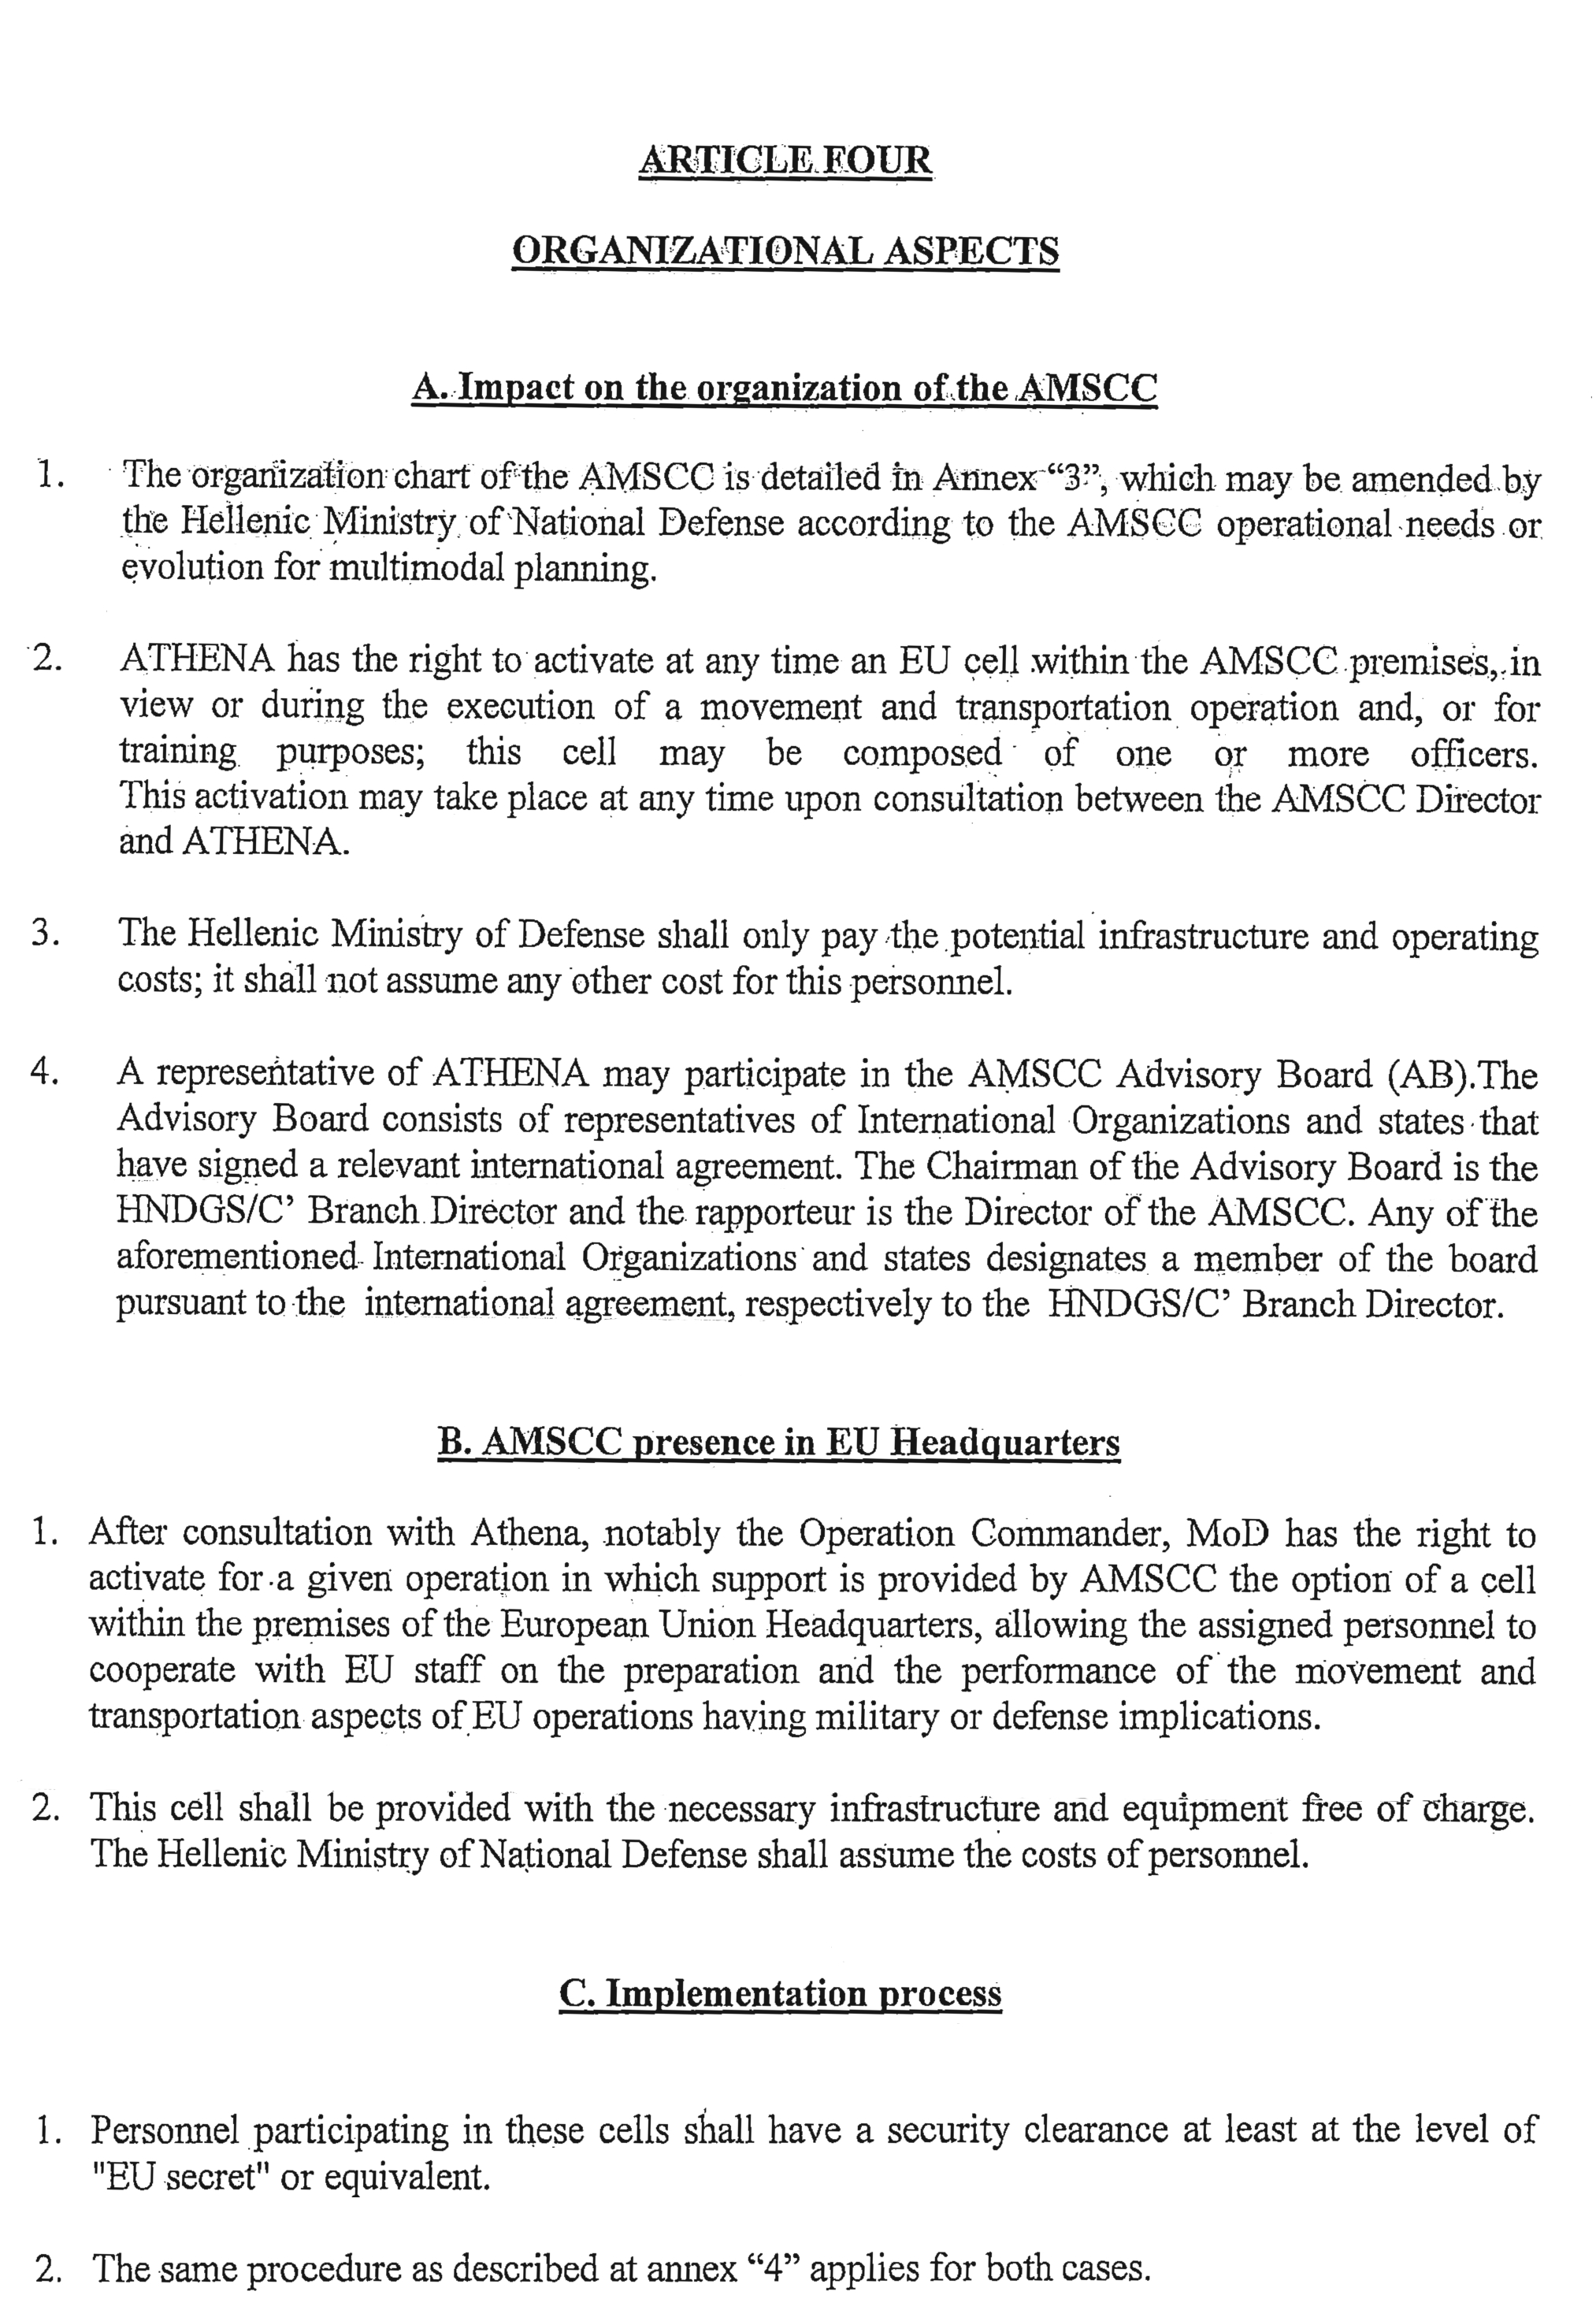 ARTICLE FOUR
ORGANIZATIONAL ASPECTS
A. Impact on the organization of the AMSCC
1. The organization chart of the AMSCC is detailed in Annex “3”, which may be amended by
the Hellenic Ministry of National Defense according to the AMSCC operational needs or
evolution for multimodal planning.
2. ATHENA has the right to activate at any time an EU cell within the AMSCC premises, in
view or during the execution of a movement and transportation operation and, or for
training purposes; this cell may be composed of one or more officers.
This activation may take place at any time upon consultation between the AMSCC Director
and ATHENA.
3. The Hellenic Ministry of Defense shall only pay the potential infrastructure and operating
costs; it shall not assume any other cost for this personnel.
4. A representative of ATHENA may participate in the AMSCC Advisory Board (AB).The
Advisory Board consists of representatives of International Organizations and states that
have signed a relevant international agreement. The Chairman of the Advisory Board is the
HNDGS/C’ Branch Director and the rapporteur is the Director of the AMSCC. Any of the
aforementioned International Organizations and states designates a member of the board
pursuant to the international agreement, respectively to the HNDGS/C’ Branch Director.
B. AMSCC presence in EU Headquarters
1. After consultation with Athena, notably the Operation Commander, MoD has the right to
activate for a given operation in which support is provided by AMSCC the option of a cell
within the premises of the European Union Headquarters, allowing the assigned personnel to
cooperate with EU staff on the preparation and the performance of the movement and
transportation aspects of EU operations having military or defense implications.
2. This cell shall be provided with the necessary infrastructure and equipment free of charge.
The Hellenic Ministry of National Defense shall assume the costs of personnel.
C. Implementation process
1. Personnel participating in these cells shall have a security clearance at least at the level of
"EU secret" or equivalent.
2. The same procedure as described at annex “4” applies for both cases.